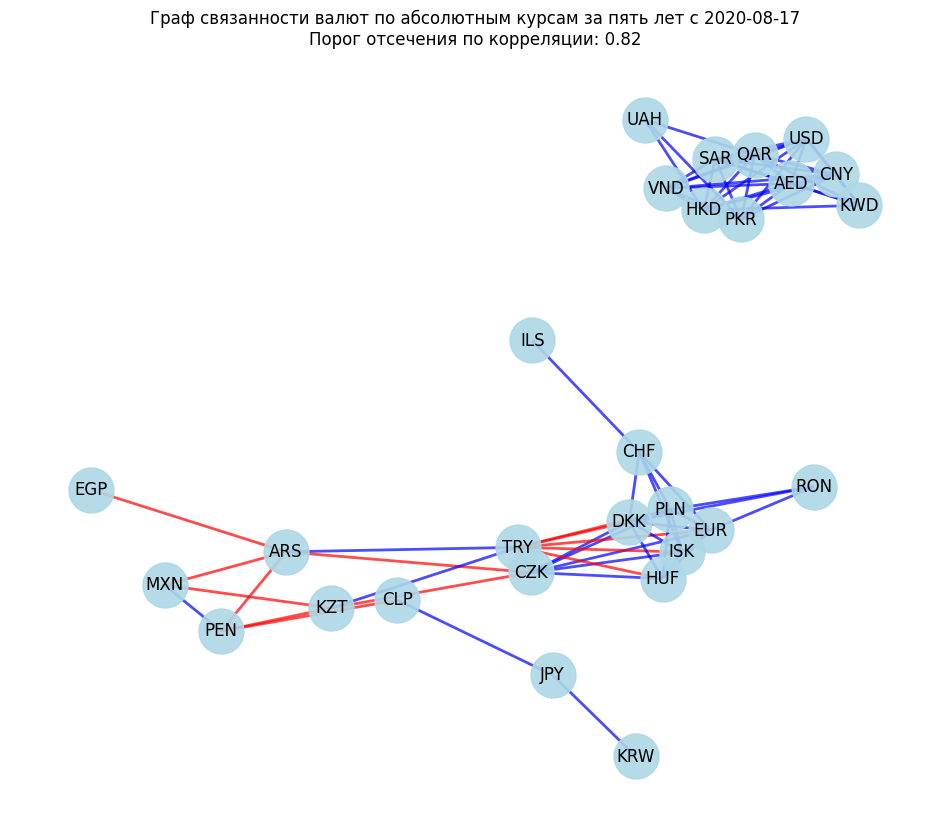 Граф связанности валют по абсолютным курсам за пять лет с 2020-08-17
Порог отсечения по корреляции: 0.82
UAH
USD
SAR
QAR
CNY
VND
AED
HKD
PKR
KWD
ILS
CHF
EGP
RON
PLN
DKK
EUR
ARS
TRY
ISK
CZK
MXN
HUF
KZT
CLP
PEN
JPY
KRW